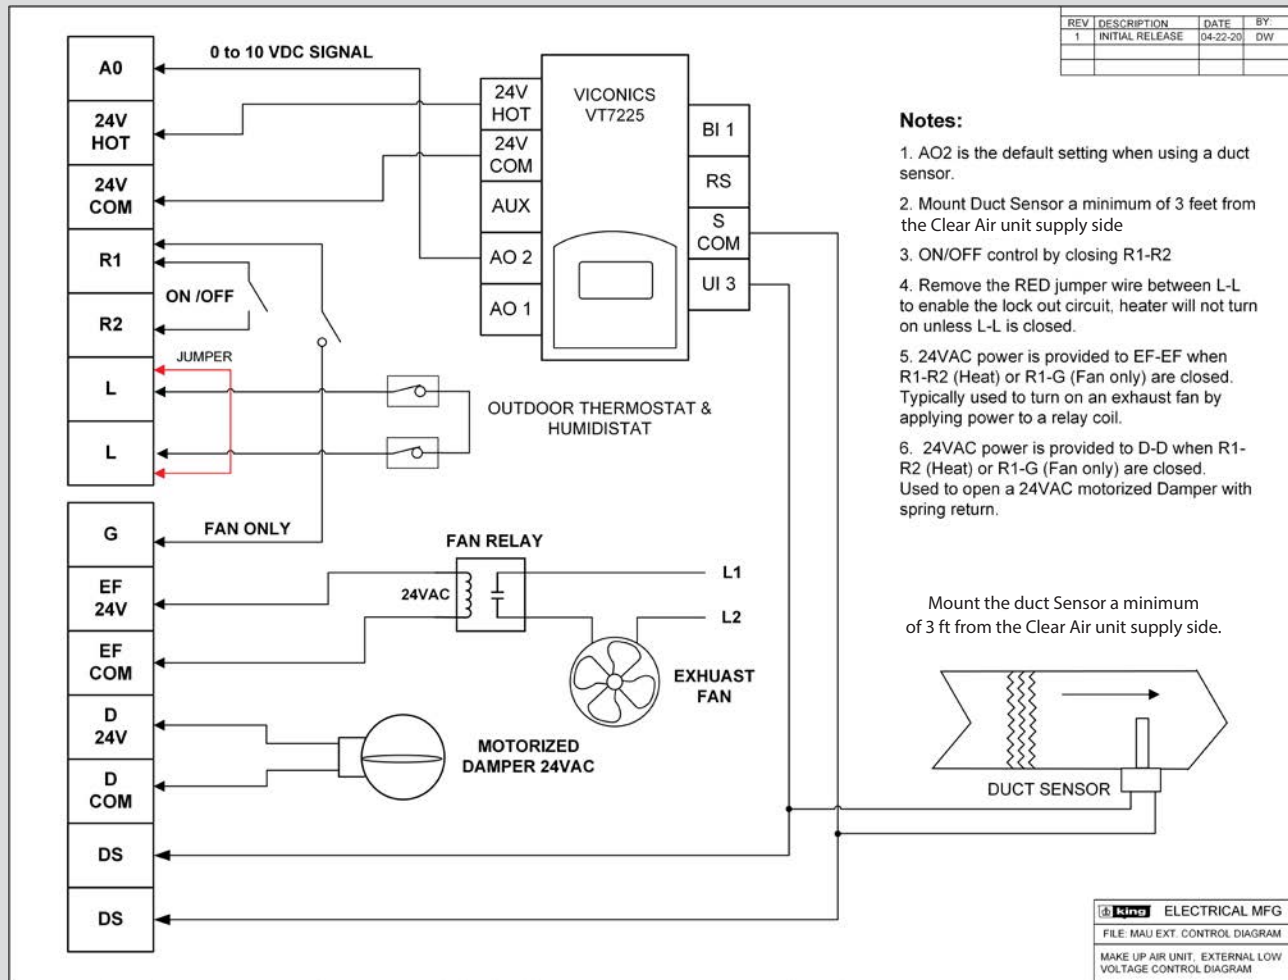 REV DESCRIPTION DATE BY:
1 INITIAL RELEASE 04-22-20 DW
A0
24V
HOT
24V
COM
R1
R2
L
L
0 to 10 VDC SIGNAL
ON /OFF
JUMPER
24V
HOT
24V
COM
AUX
AO 2
AO 1
VICONICS
VT7225
BI 1
RS
S
COM
UI 3
OUTDOOR THERMOSTAT &
HUMIDISTAT
Notes:
1. AO2 is the default setting when using a duct
sensor.
2. Mount Duct Sensor a minimum of 3 feet from
the Clear Air unit supply side
3. ON/OFF control by closing R1-R2
4. Remove the RED jumper wire between L-L
to enable the lock out circuit, heater will not turn
on unless L-L is closed.
5. 24VAC power is provided to EF-EF when
R1-R2 (Heat) or R1-G (Fan only) are closed.
Typically used to turn on an exhaust fan by
applying power to a relay coil.
6. 24VAC power is provided to D-D when R1-
R2 (Heat) or R1-G (Fan only) are closed.
Used to open a 24VAC motorized Damper with
spring return.
G
EF
24V
EF
COM
D
24V
D
COM
DS
DS
FAN ONLY
FAN RELAY
24VAC
L1
L2
EXHUAST
FAN
MOTORIZED
DAMPER 24VAC
Mount the duct Sensor a minimum
of 3 ft from the Clear Air unit supply side.
DUCT SENSOR
king ELECTRICAL MFG
FILE: MAU EXT. CONTROL DIAGRAM
MAKE UP AIR UNIT, EXTERNAL LOW
VOLTAGE CONTROL DIAGRAM